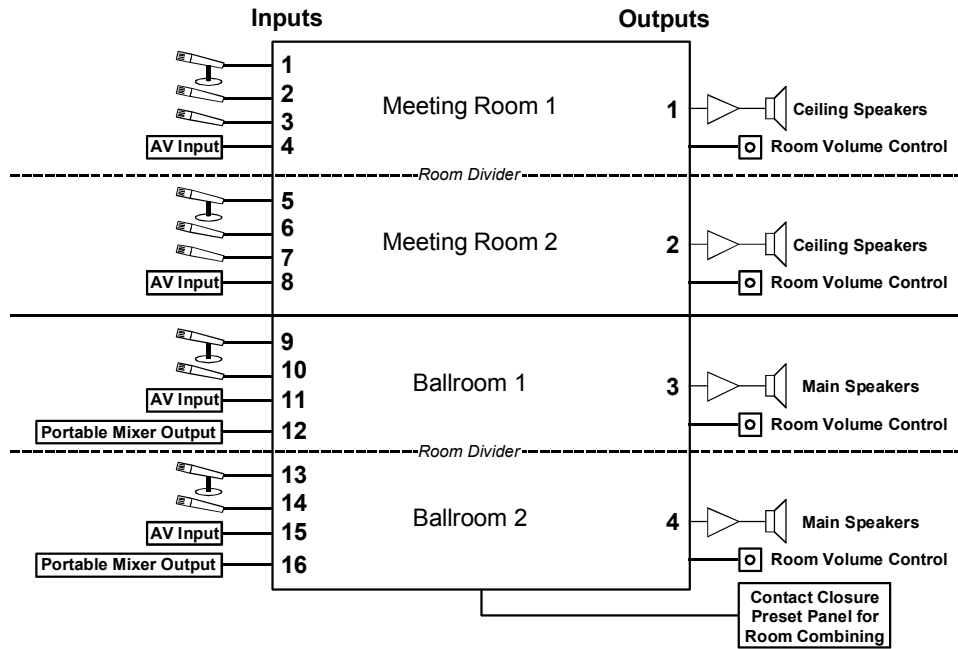 Inputs
Outputs
1
2
3
AV Input 4
Meeting Room 1
1 Ceiling Speakers
Room Volume Control
Room Divider
5
6
7
AV Input 8
Meeting Room 2
2 Ceiling Speakers
Room Volume Control
9
10
AV Input 11
Portable Mixer Output 12
Ballroom 1
3 Main Speakers
Room Volume Control
Room Divider
13
14
AV Input 15
Portable Mixer Output 16
Ballroom 2
4 Main Speakers
Room Volume Control
Contact Closure
Preset Panel for
Room Combining